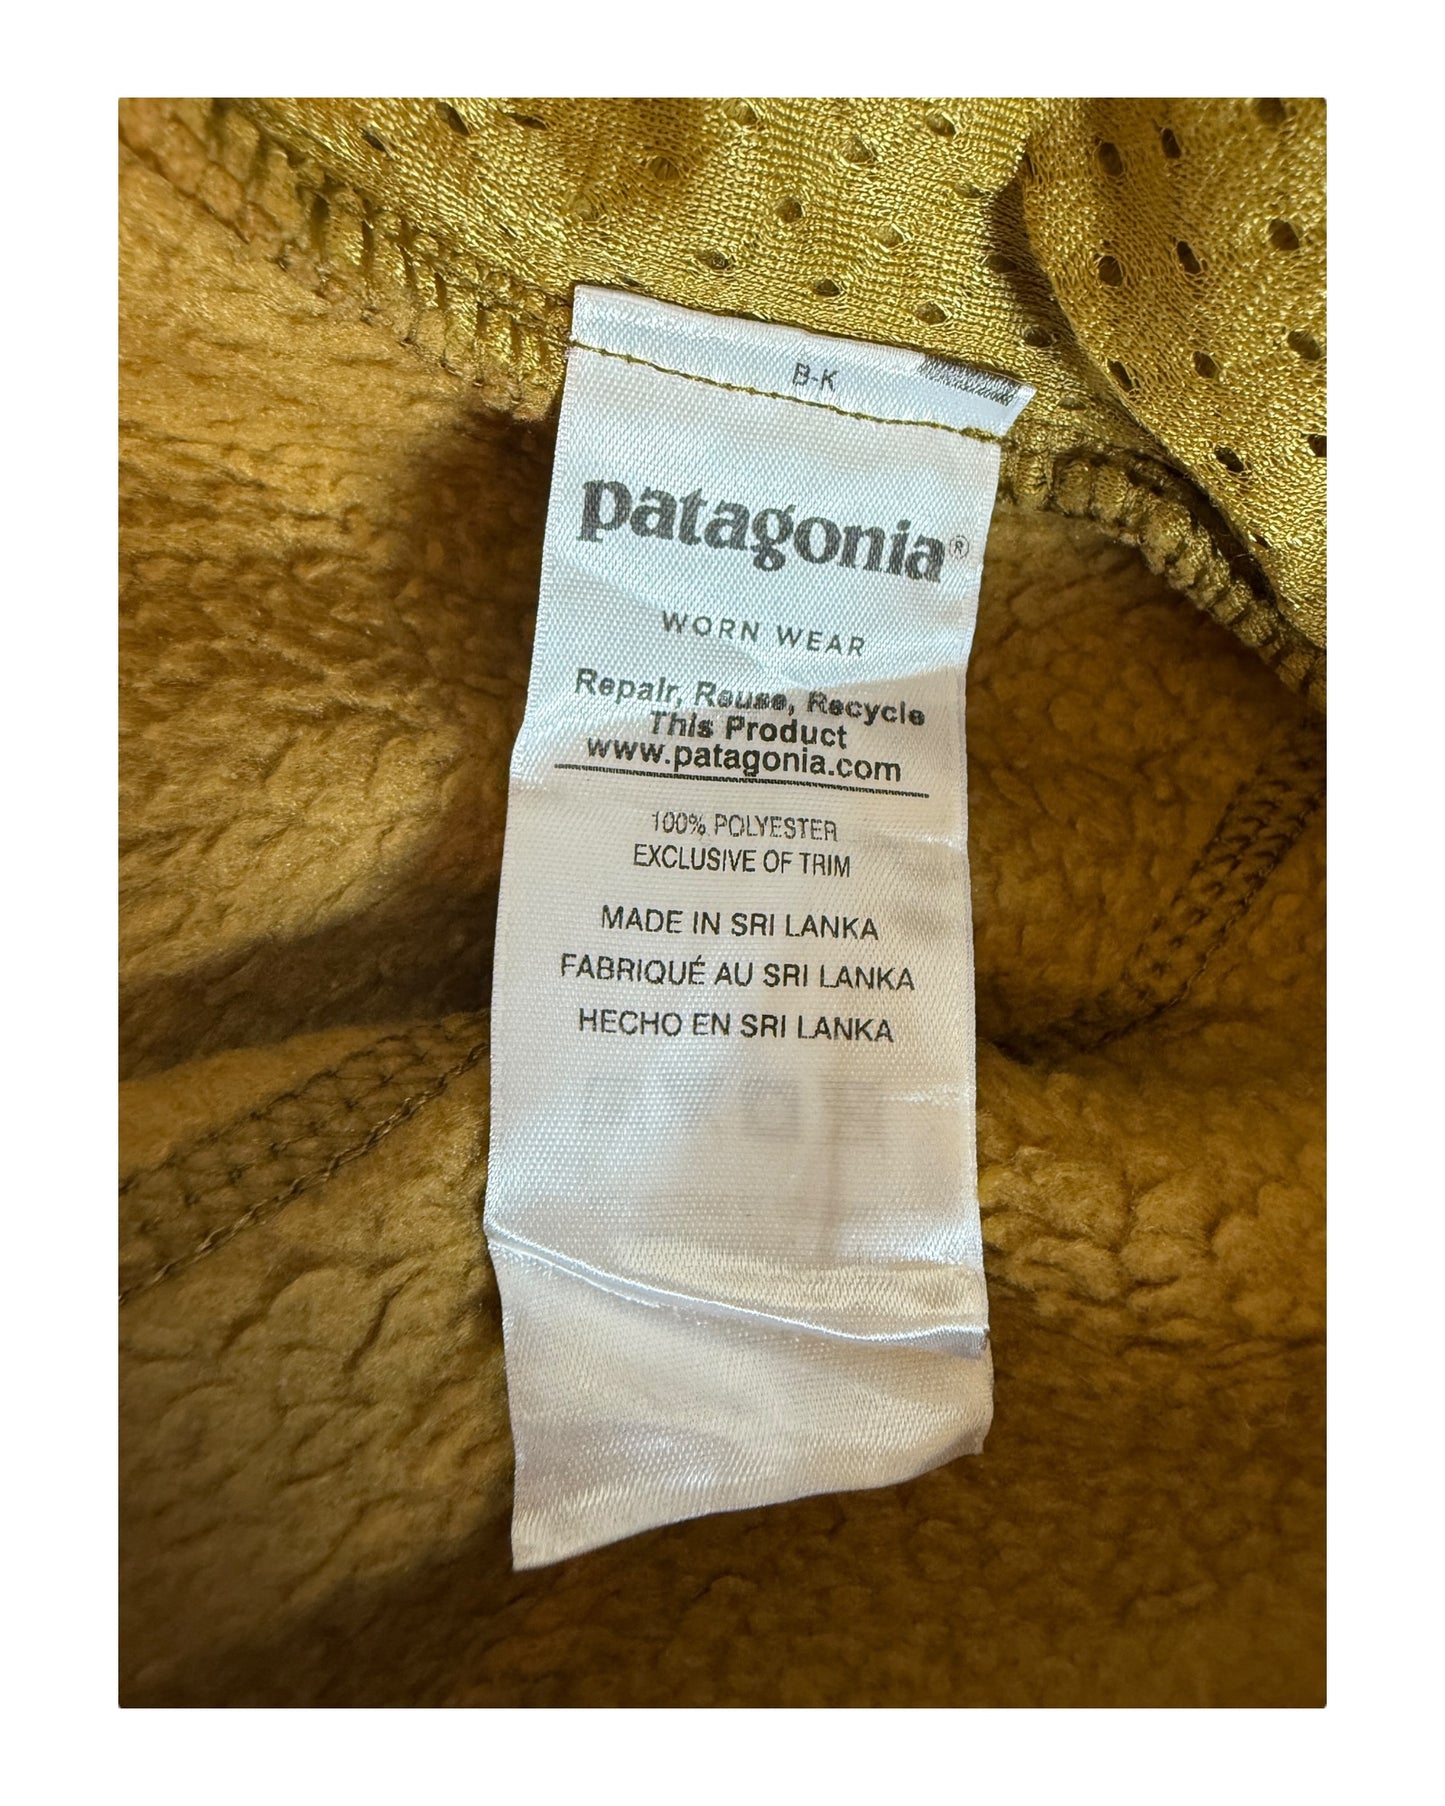 B-K
patagonia®
WORN WEAR
Repair, Reuse, Recycle
This Product
www.patagonia.com
100% POLYESTER
EXCLUSIVE OF TRIM
MADE IN SRI LANKA
FABRIQUÉ AU SRI LANKA
HECHO EN SRI LANKA